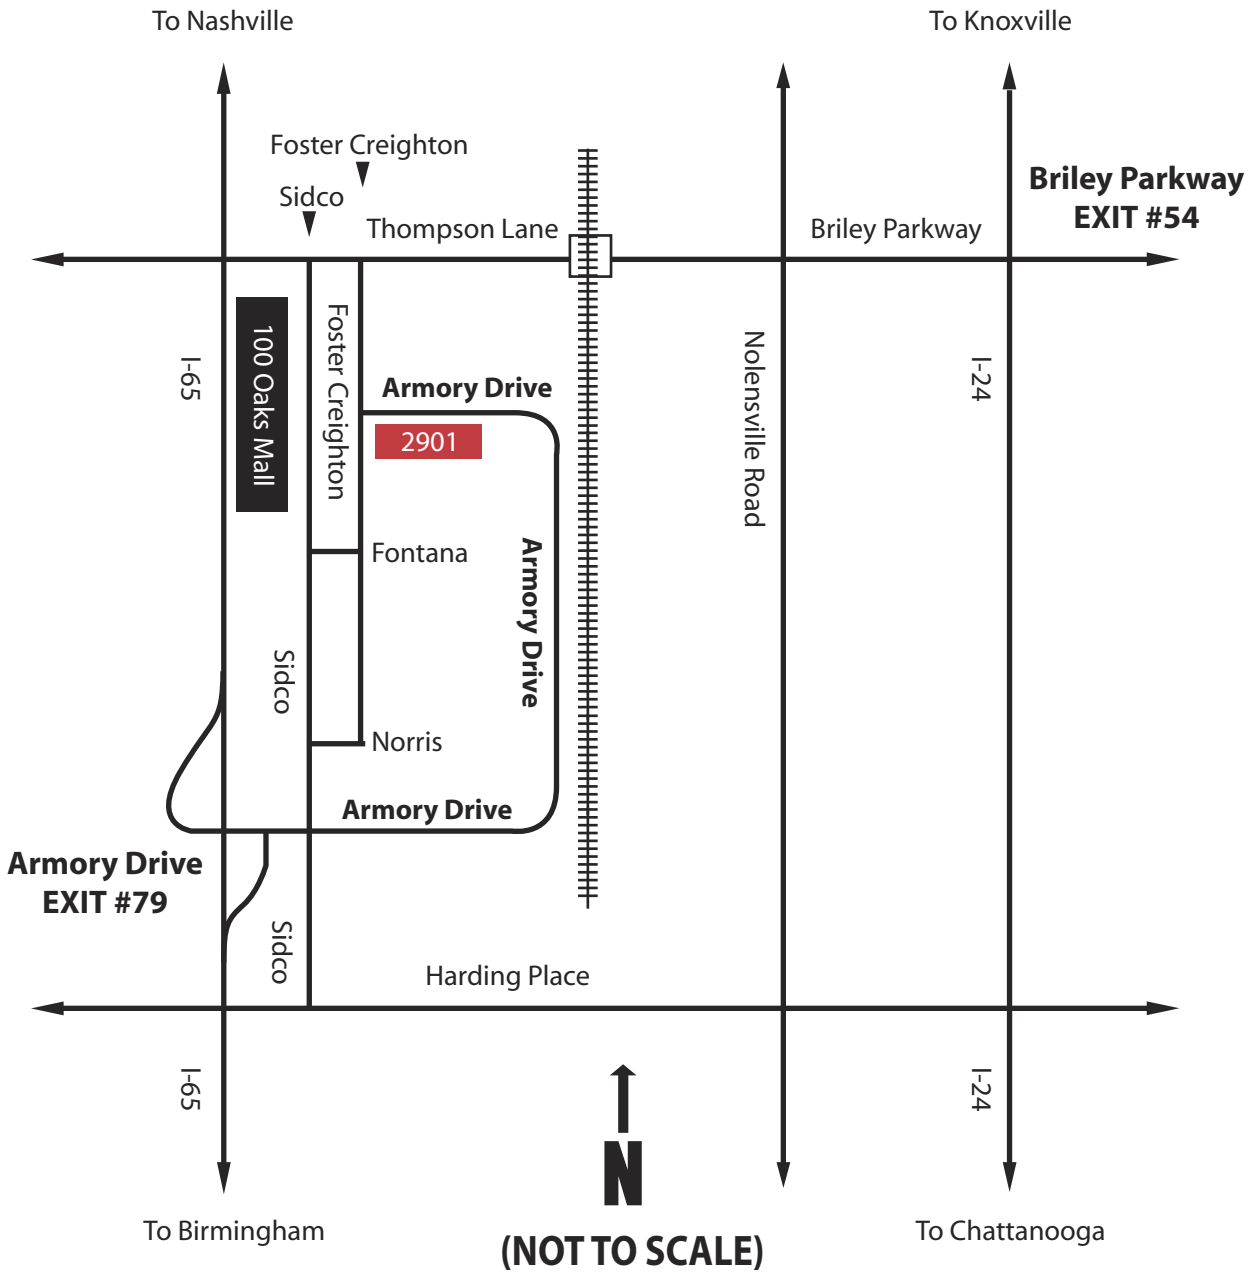 To Nashville
To Knoxville
Foster Creighton
Sidco
Thompson Lane
Briley Parkway
Briley Parkway
EXIT #54
I-65
100 Oaks Mall
Foster Creighton
Armory Drive
2901
Nolensville Road
I-24
Fontana
Armory Drive
Sidco
Norris
Armory Drive
Armory Drive
EXIT #79
Sidco
Harding Place
I-65
I-24
N
To Birmingham
To Chattanooga
(NOT TO SCALE)